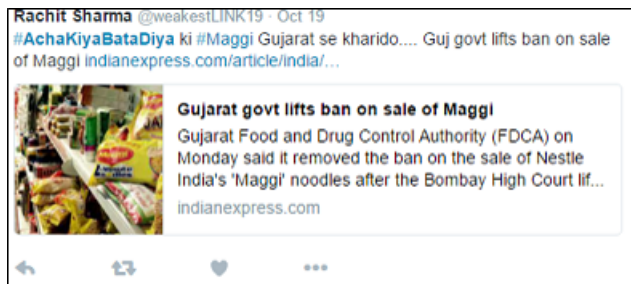 Rachit Sharma @weakestLINK19 · Oct 19
#AchaKiyaBataDiya ki #Maggi Gujarat se kharido.... Guj govt lifts ban on sale
of Maggi indianexpress.com/article/india/...
Gujarat govt lifts ban on sale of Maggi
Gujarat Food and Drug Control Authority (FDCA) on
Monday said it removed the ban on the sale of Nestle
India's 'Maggi' noodles after the Bombay High Court lif...
indianexpress.com